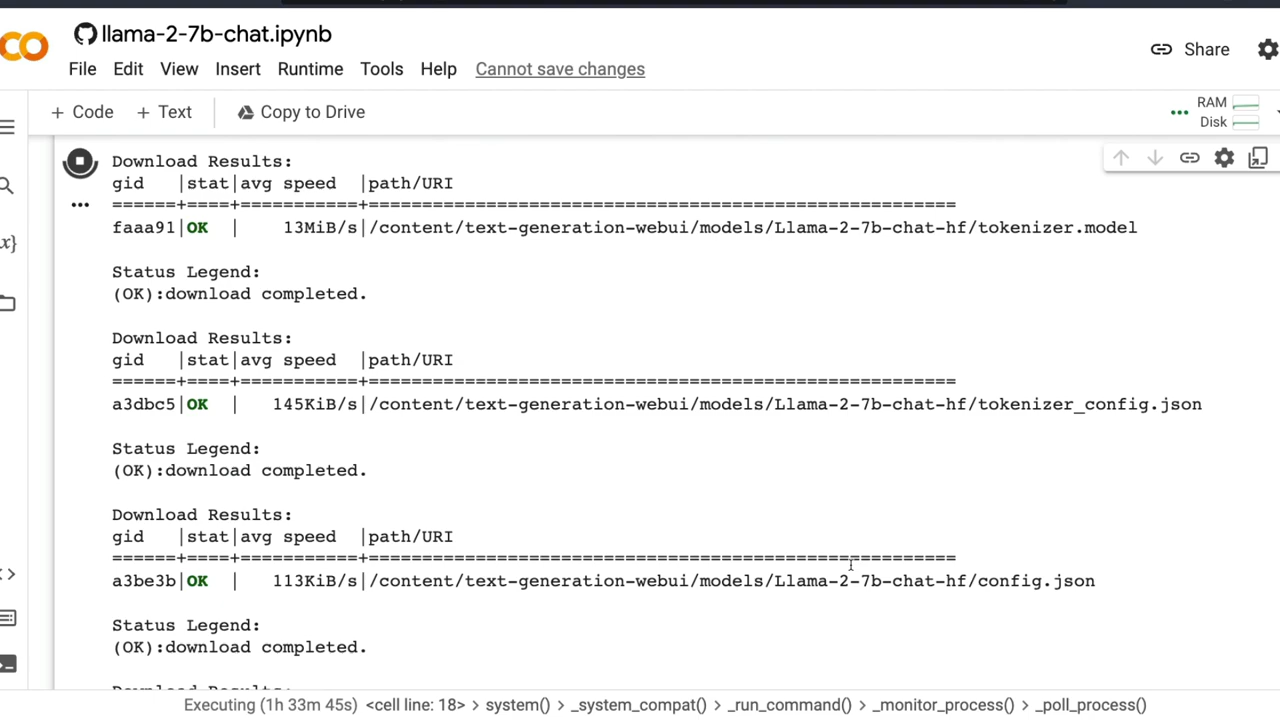 llama-2-7b-chat.ipynb
Share
File Edit View Insert Runtime Tools Help Cannot save changes
+ Code + Text Copy to Drive
RAM
Disk
Download Results:
gid |stat|avg speed |path/URI
======+====+===========+=======================================================
faaa91|OK | 13MiB/s|/content/text-generation-webui/models/Llama-2-7b-chat-hf/tokenizer.model
Status Legend:
(OK):download completed.
Download Results:
gid |stat|avg speed |path/URI
======+====+===========+=======================================================
a3dbc5|OK | 145KiB/s|/content/text-generation-webui/models/Llama-2-7b-chat-hf/tokenizer_config.json
Status Legend:
(OK):download completed.
Download Results:
gid |stat|avg speed |path/URI
======+====+===========+=======================================================
a3be3b|OK | 113KiB/s|/content/text-generation-webui/models/Llama-2-7b-chat-hf/config.json
Status Legend:
(OK):download completed.
Executing (1h 33m 45s) <cell line: 18> > system() > _system_compat() > _run_command() > _monitor_process() > _poll_process()